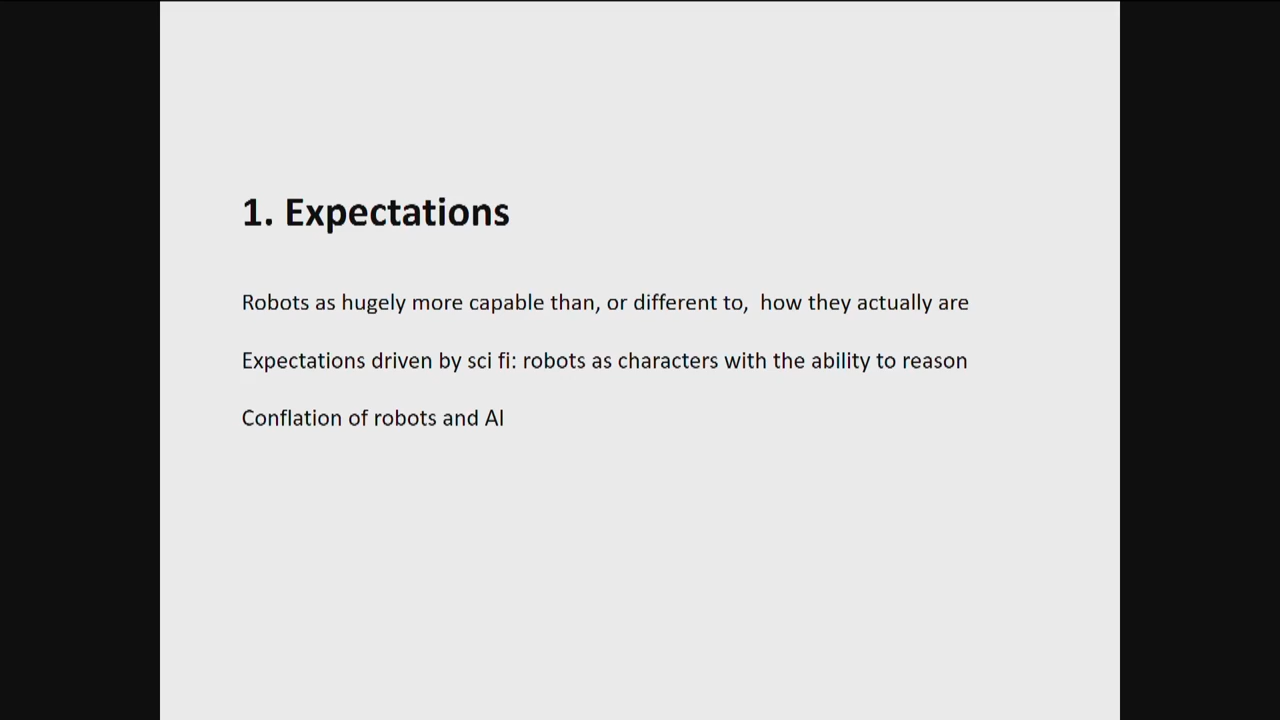 1. Expectations
Robots as hugely more capable than, or different to,  how they actually are
Expectations driven by sci fi: robots as characters with the ability to reason
Conflation of robots and AI